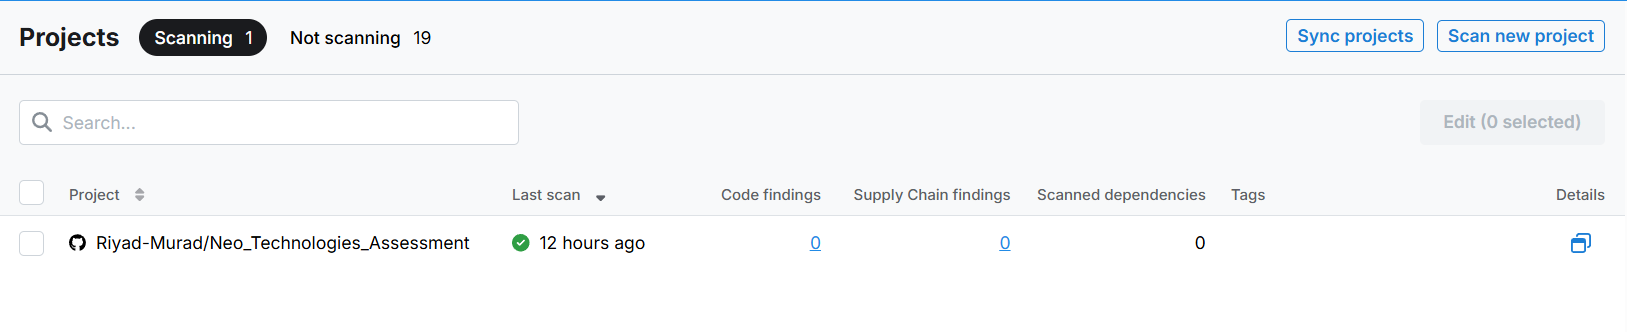 Projects Scanning 1 Not scanning 19 Sync projects Scan new project
Search... Edit (0 selected)
Project Last scan Code findings Supply Chain findings Scanned dependencies Tags Details
Riyad-Murad/Neo_Technologies_Assessment 12 hours ago 0 0 0